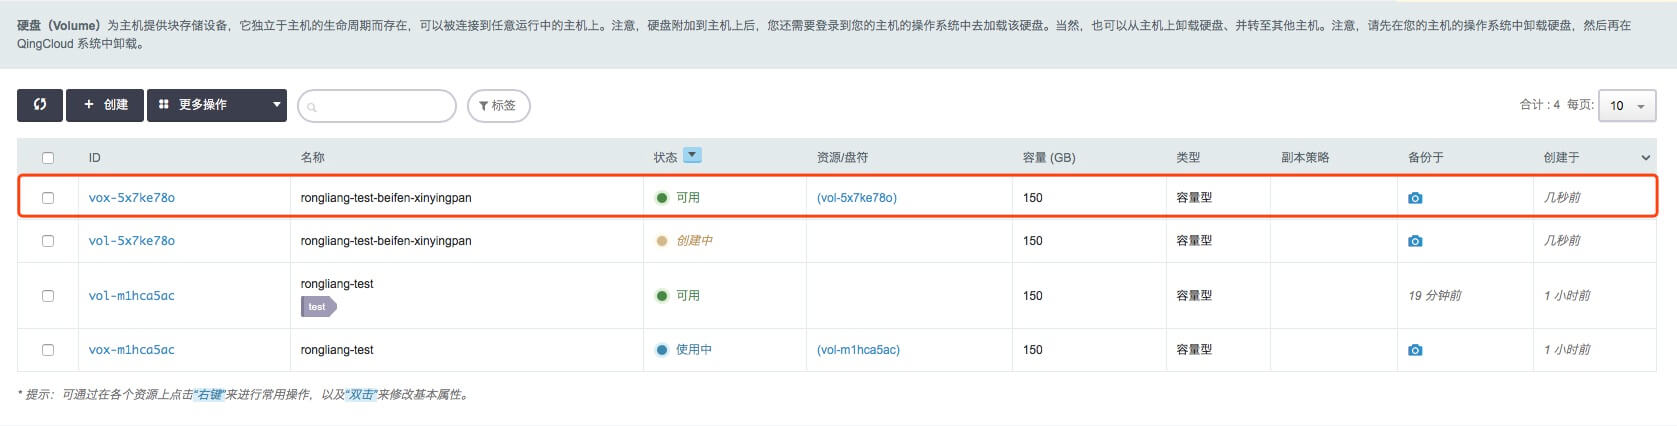 硬盘（Volume）为主机提供块存储设备，它独立于主机的生命周期而存在，可以被连接到任意运行中的主机上。注意，硬盘附加到主机上后，您还需要登录到您的主机的操作系统中去加载该硬盘。当然，也可以从主机上卸载硬盘、并转至其他主机。注意，请先在您的主机的操作系统中卸载硬盘，然后再在
QingCloud 系统中卸载。
+ 创建 更多操作 标签 合计 : 4 每页: 10
ID 名称 状态 资源/盘符 容量 (GB) 类型 副本策略 备份于 创建于
vox-5x7ke78o rongliang-test-beifen-xinyingpan 可用 (vol-5x7ke78o) 150 容量型 几秒前
vol-5x7ke78o rongliang-test-beifen-xinyingpan 创建中 150 容量型 几秒前
rongliang-test
vol-m1hca5ac 可用 150 容量型 19 分钟前 1 小时前
test
vox-m1hca5ac rongliang-test 使用中 (vol-m1hca5ac) 150 容量型 1 小时前
* 提示：可通过在各个资源上点击“右键”来进行常用操作，以及“双击”来修改基本属性。